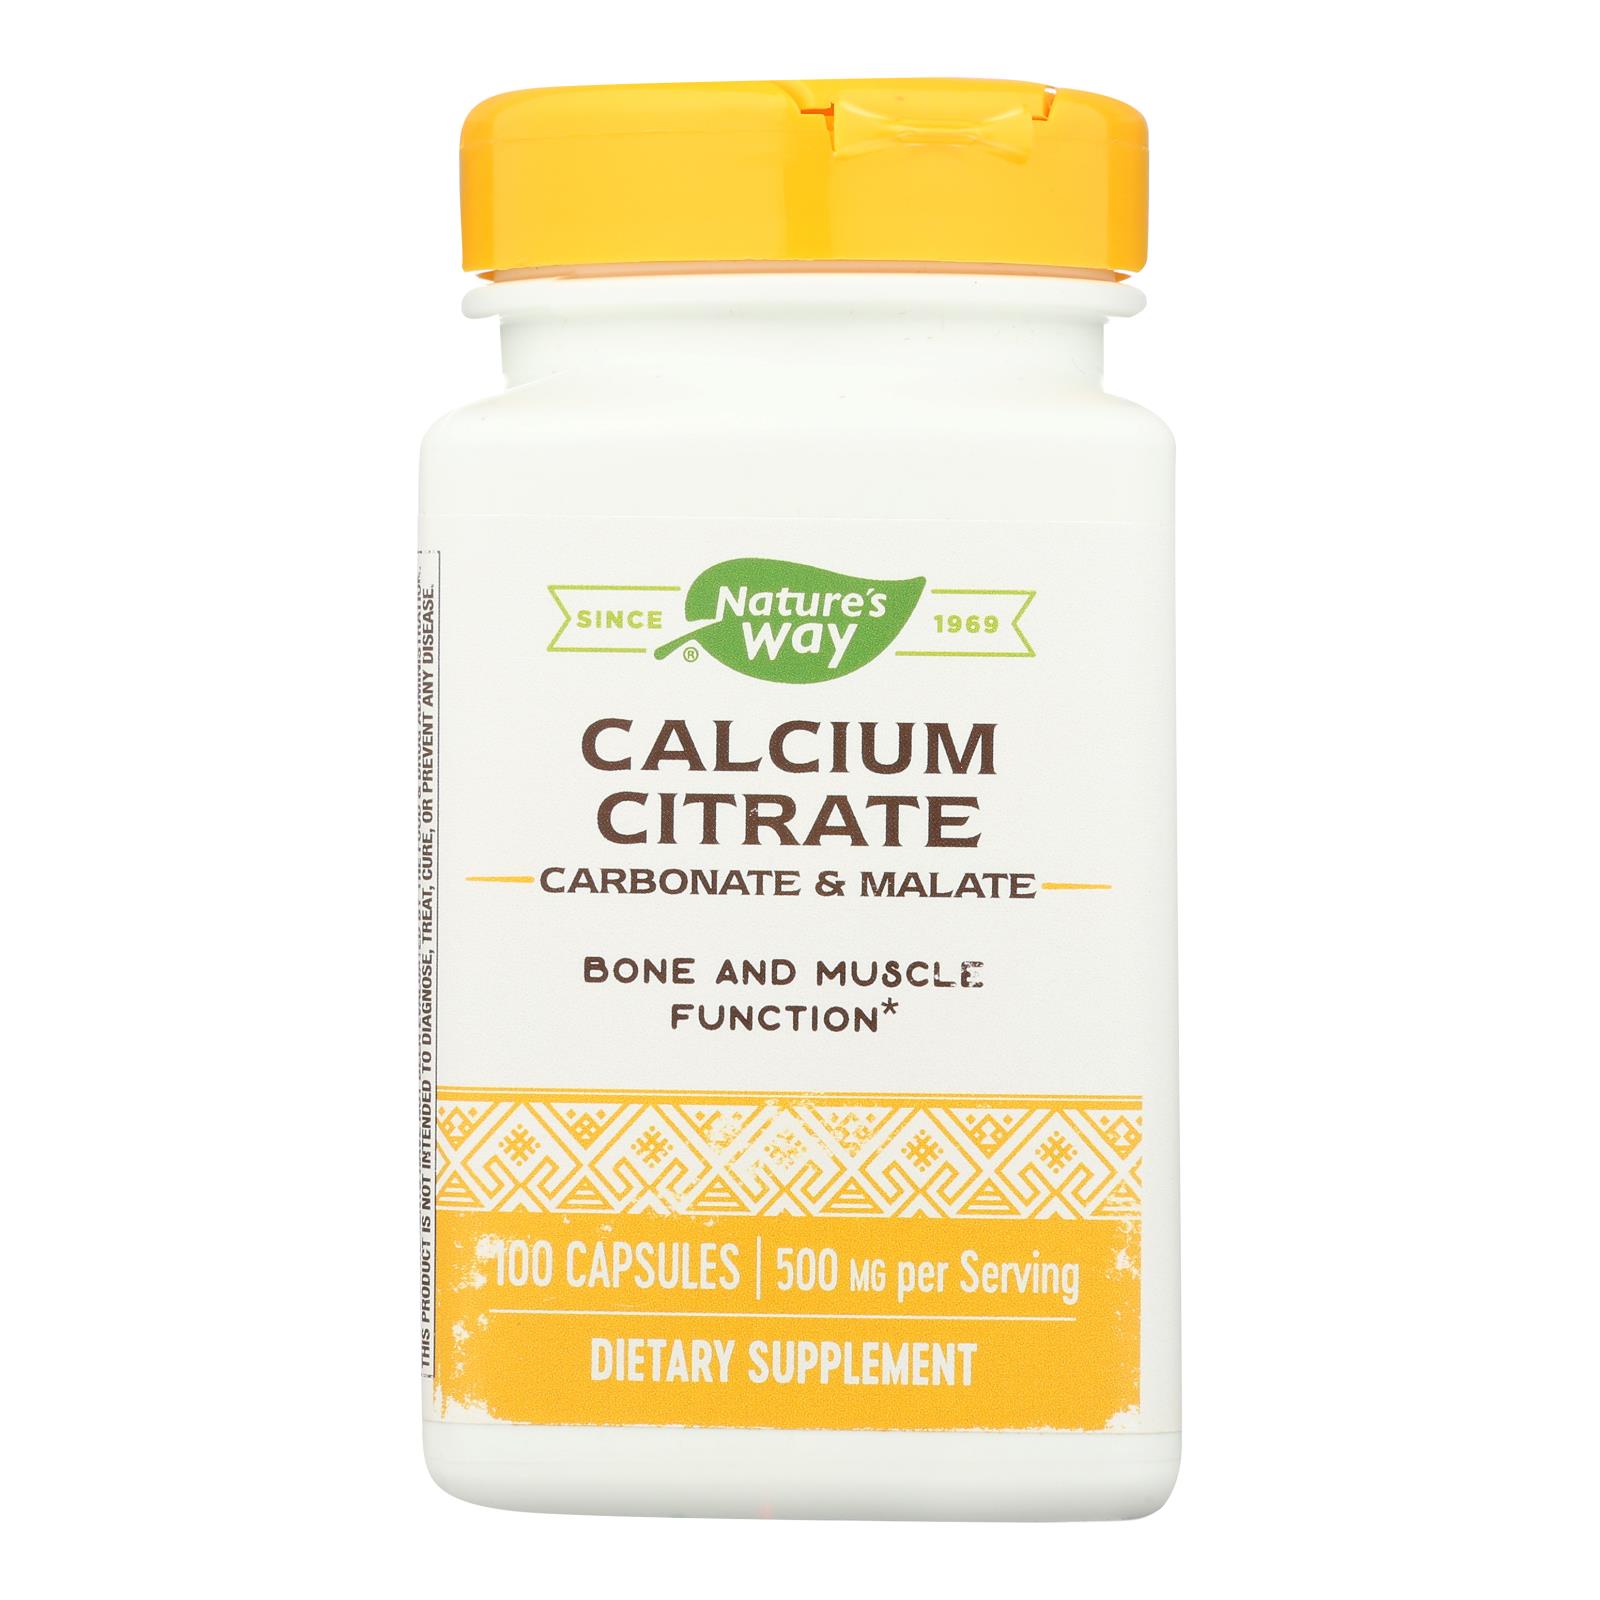 SINCE Nature's Way ® 1969
CALCIUM
CITRATE
CARBONATE & MALATE
BONE AND MUSCLE
FUNCTION*
100 CAPSULES | 500 MG per Serving
DIETARY SUPPLEMENT
THIS PRODUCT IS NOT INTENDED TO DIAGNOSE, TREAT, CURE, OR PREVENT ANY DISEASE.